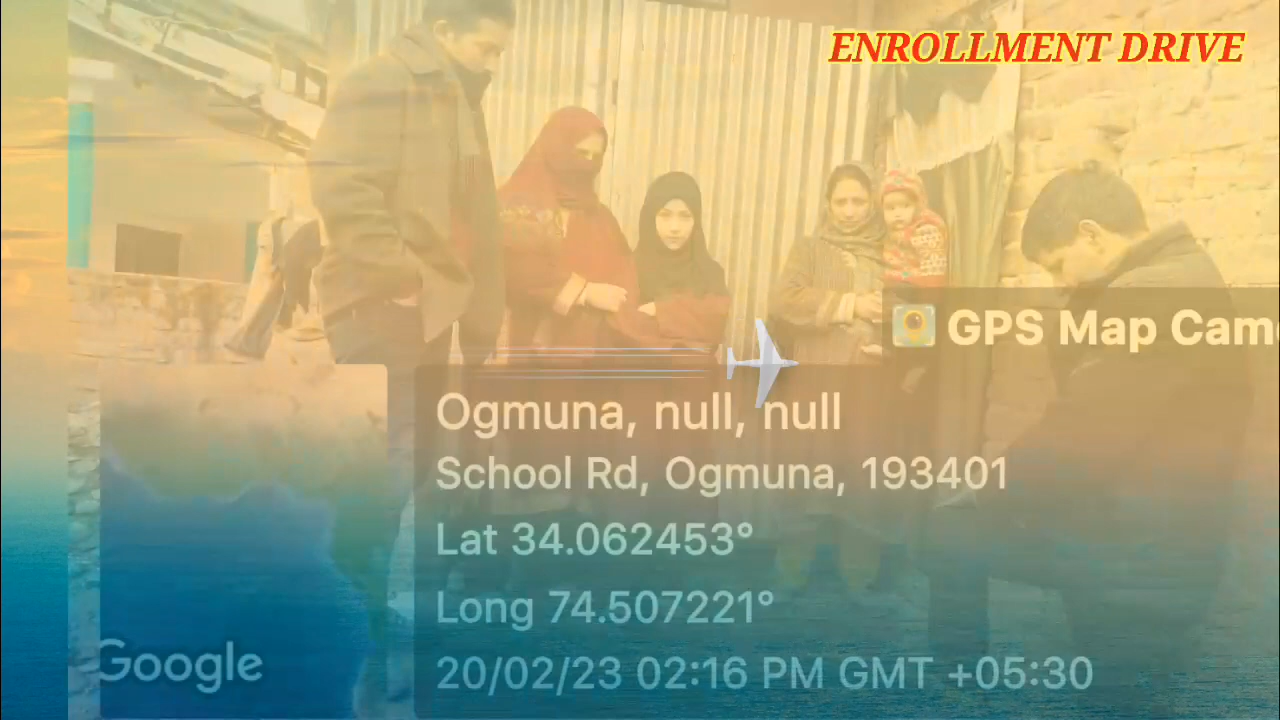 ENROLLMENT DRIVE
GPS Map Cam
Ogmuna, null, null
School Rd, Ogmuna, 193401
Lat 34.062453°
Long 74.507221°
20/02/23 02:16 PM GMT +05:30
Google